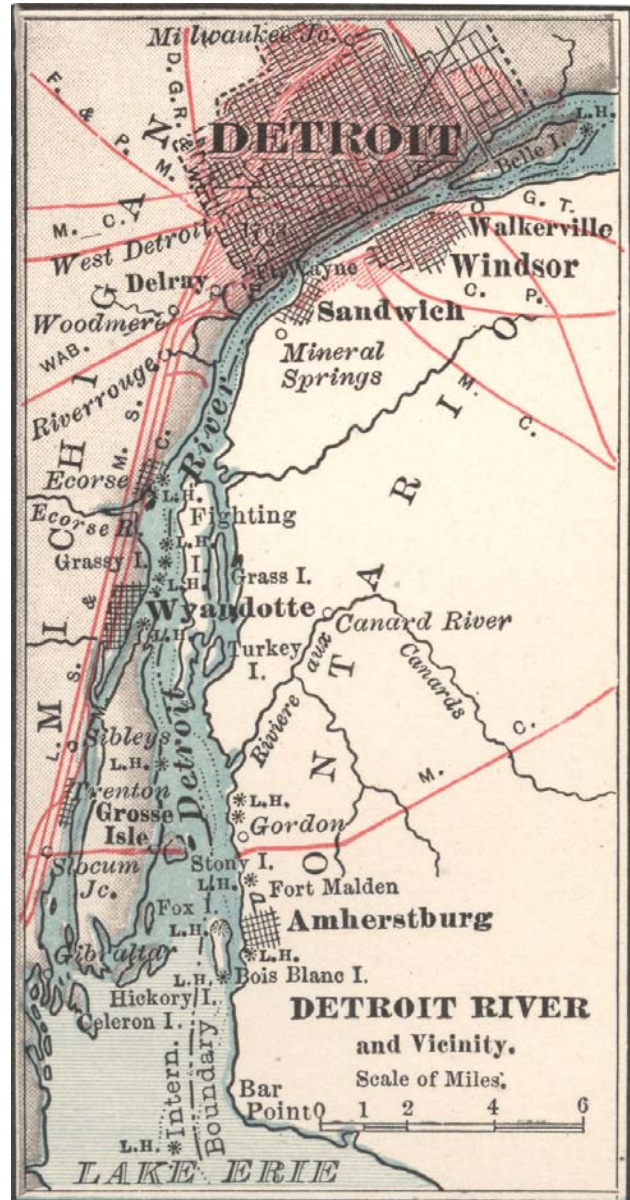 Milwaukee Jc.
D.G.R.&W.
F. & P. M.
DETROIT
L.H.
Belle I.
M. C.
G. T.
West Detroit
Walkerville
Windsor
Delray
Ft. Wayne
C. P.
Woodmere
Sandwich
WAB.
Mineral
Springs
Riverrouge
M. C.
River
Ecorse
L.H.
Ecorse R.
Fighting
I.
L.H.
Grassy I.
L.H.
Grass I.
Wyandotte
L.H.
Canard River
Turkey
I.
Riviere aux Canards
L. S. & M. S.
M. C.
MICHIGAN
ONTARIO
Detroit
Sibleys
L.H.
M. C.
Trenton
L.H.
Grosse
Isle
Gordon
Slocum
Jc.
Stony I.
L.H.
Fort Malden
Fox I.
L.H.
Amherstburg
Gibraltar
L.H.
L.H.
Bois Blanc I.
Hickory I.
Celeron I.
DETROIT RIVER
and Vicinity.
Scale of Miles.
Intern.
Boundary
Bar
Point
0 1 2 4 6
L.H.
LAKE ERIE